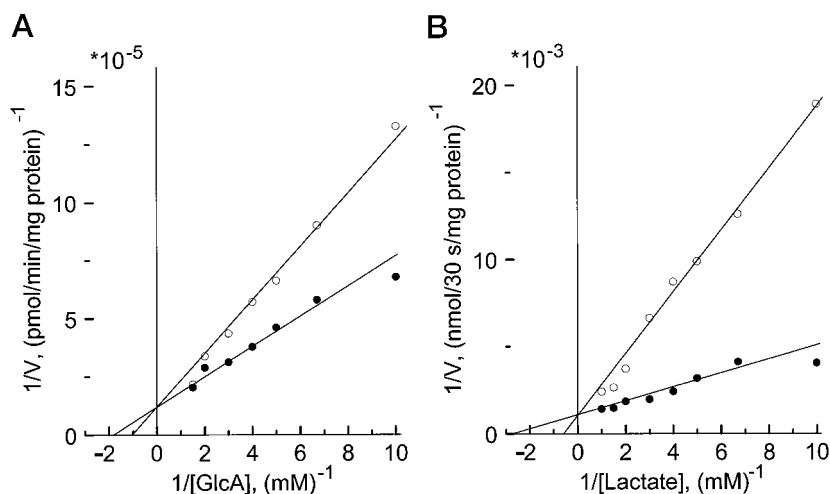 A
*10⁻⁵
15
10
5
0
1/V, (pmol/min/mg protein)⁻¹
−2 0 2 4 6 8 10
1/[GlcA], (mM)⁻¹
B
*10⁻³
20
10
0
1/V, (nmol/30 s/mg protein)⁻¹
−2 0 2 4 6 8 10
1/[Lactate], (mM)⁻¹